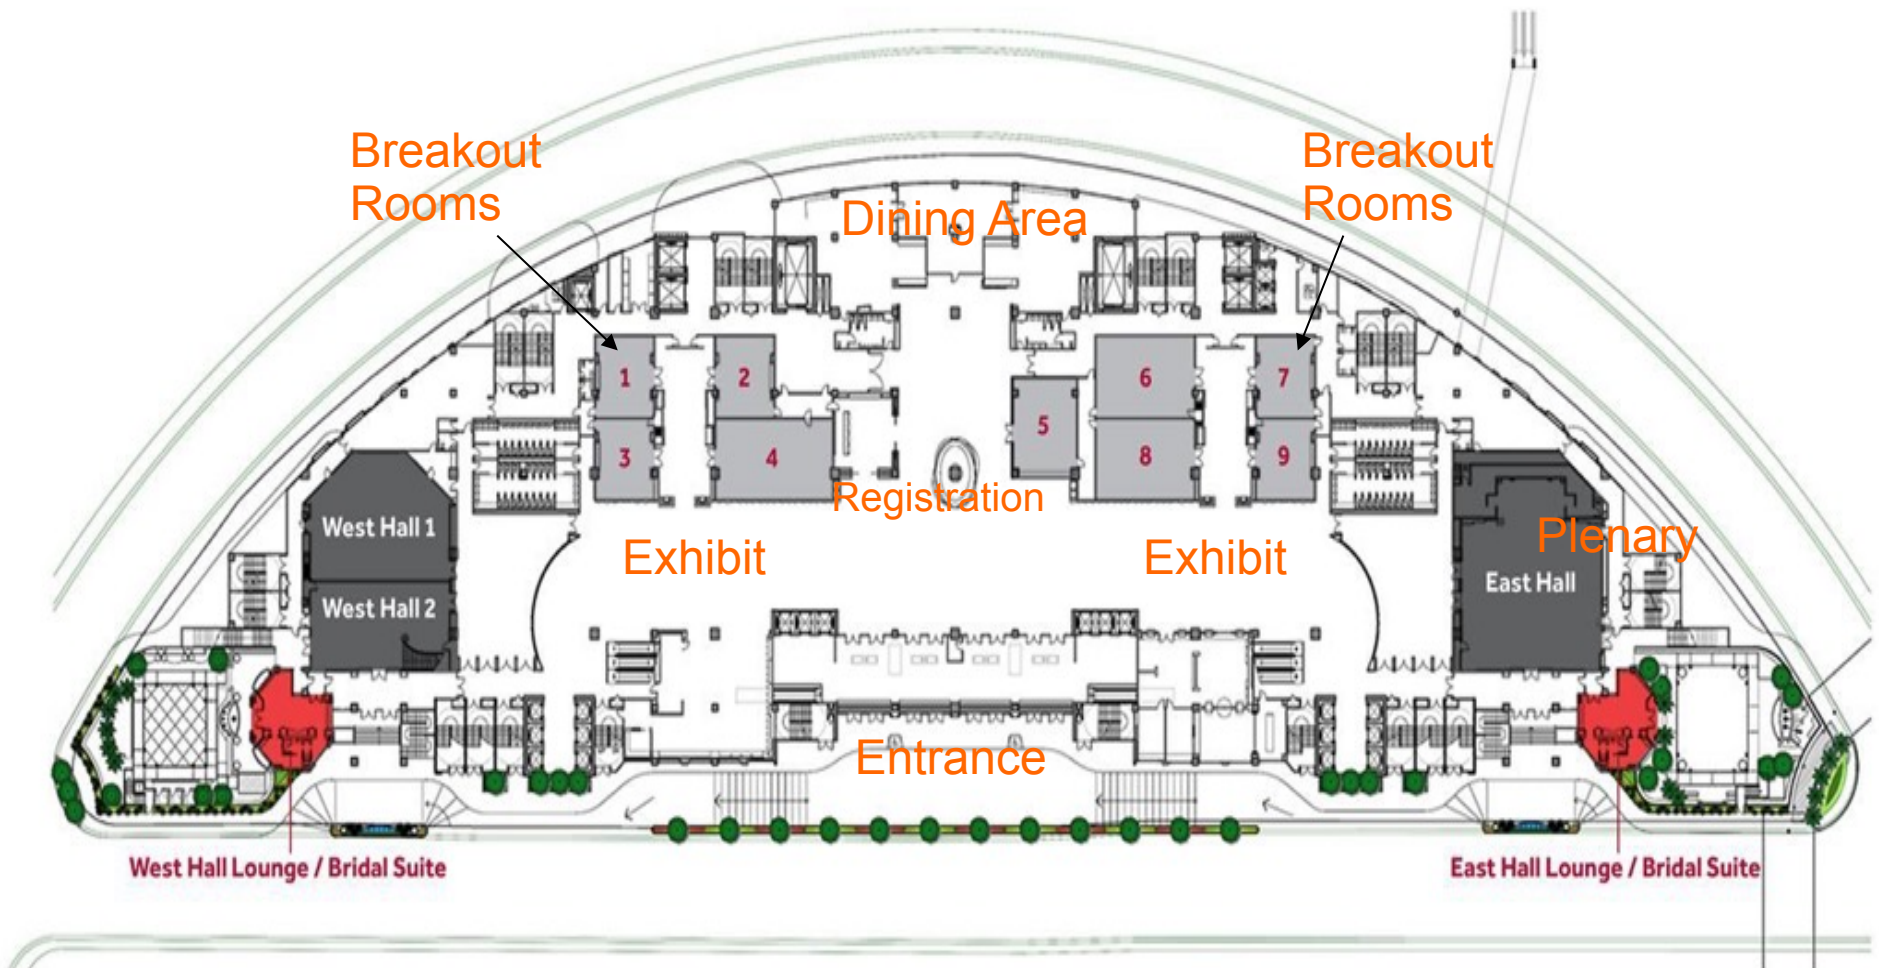 Breakout
Rooms
Breakout
Rooms
Dining Area
1
2
6
7
5
3
4
8
9
Registration
West Hall 1
Exhibit
Exhibit
Plenary
East Hall
West Hall 2
Entrance
West Hall Lounge / Bridal Suite
East Hall Lounge / Bridal Suite